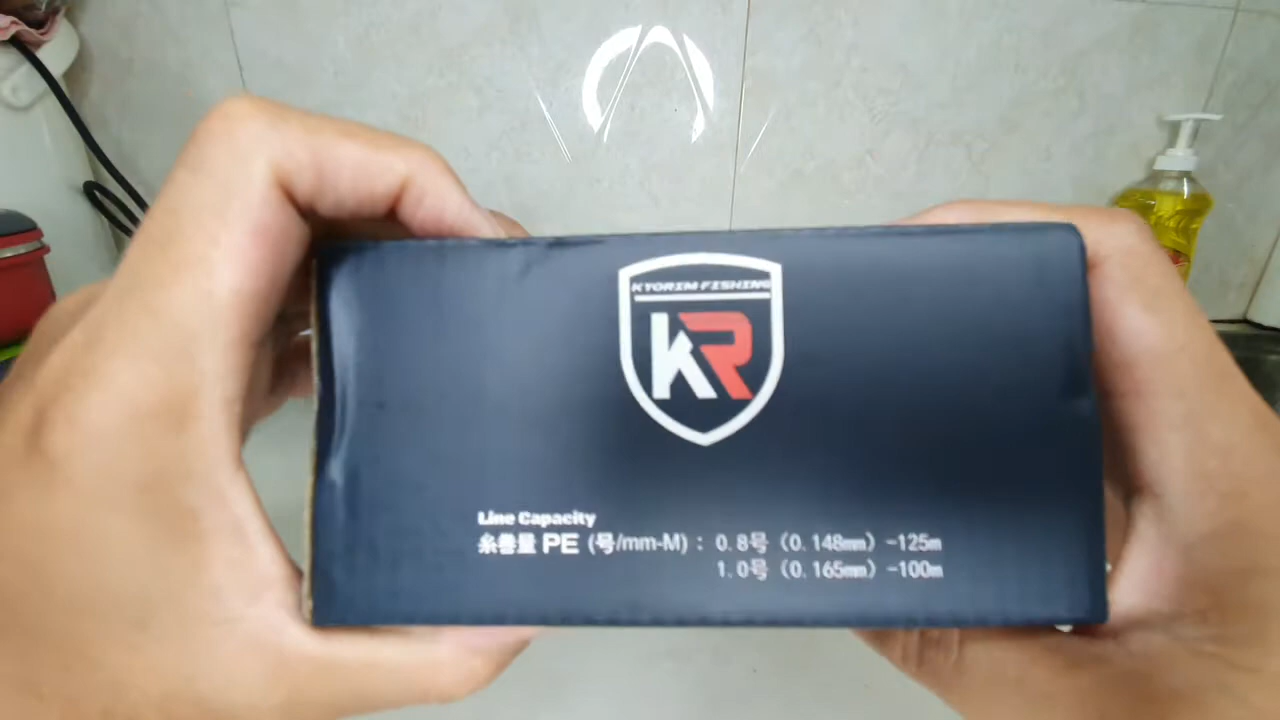 KYORIM FISHING
KR
Line Capacity
糸巻量 PE (号/mm-M) : 0.8号 (0.148mm) -125m
1.0号 (0.165mm) -100m